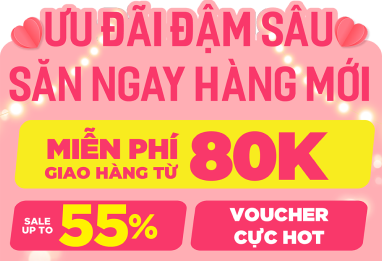 ƯU ĐÃI ĐẬM SÂU
SĂN NGAY HÀNG MỚI
MIỄN PHÍ
GIAO HÀNG TỪ
80K
SALE
UP TO
55%
VOUCHER
CỰC HOT